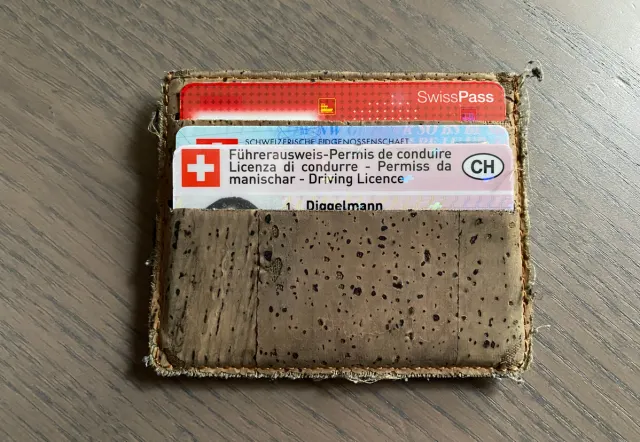 SwissPass
SCHWEIZERISCHE EIDGENOSSENSCHAFT
Führerausweis-Permis de conduire
Licenza di condurre - Permiss da
manischar - Driving Licence
CH
1. Diggelmann